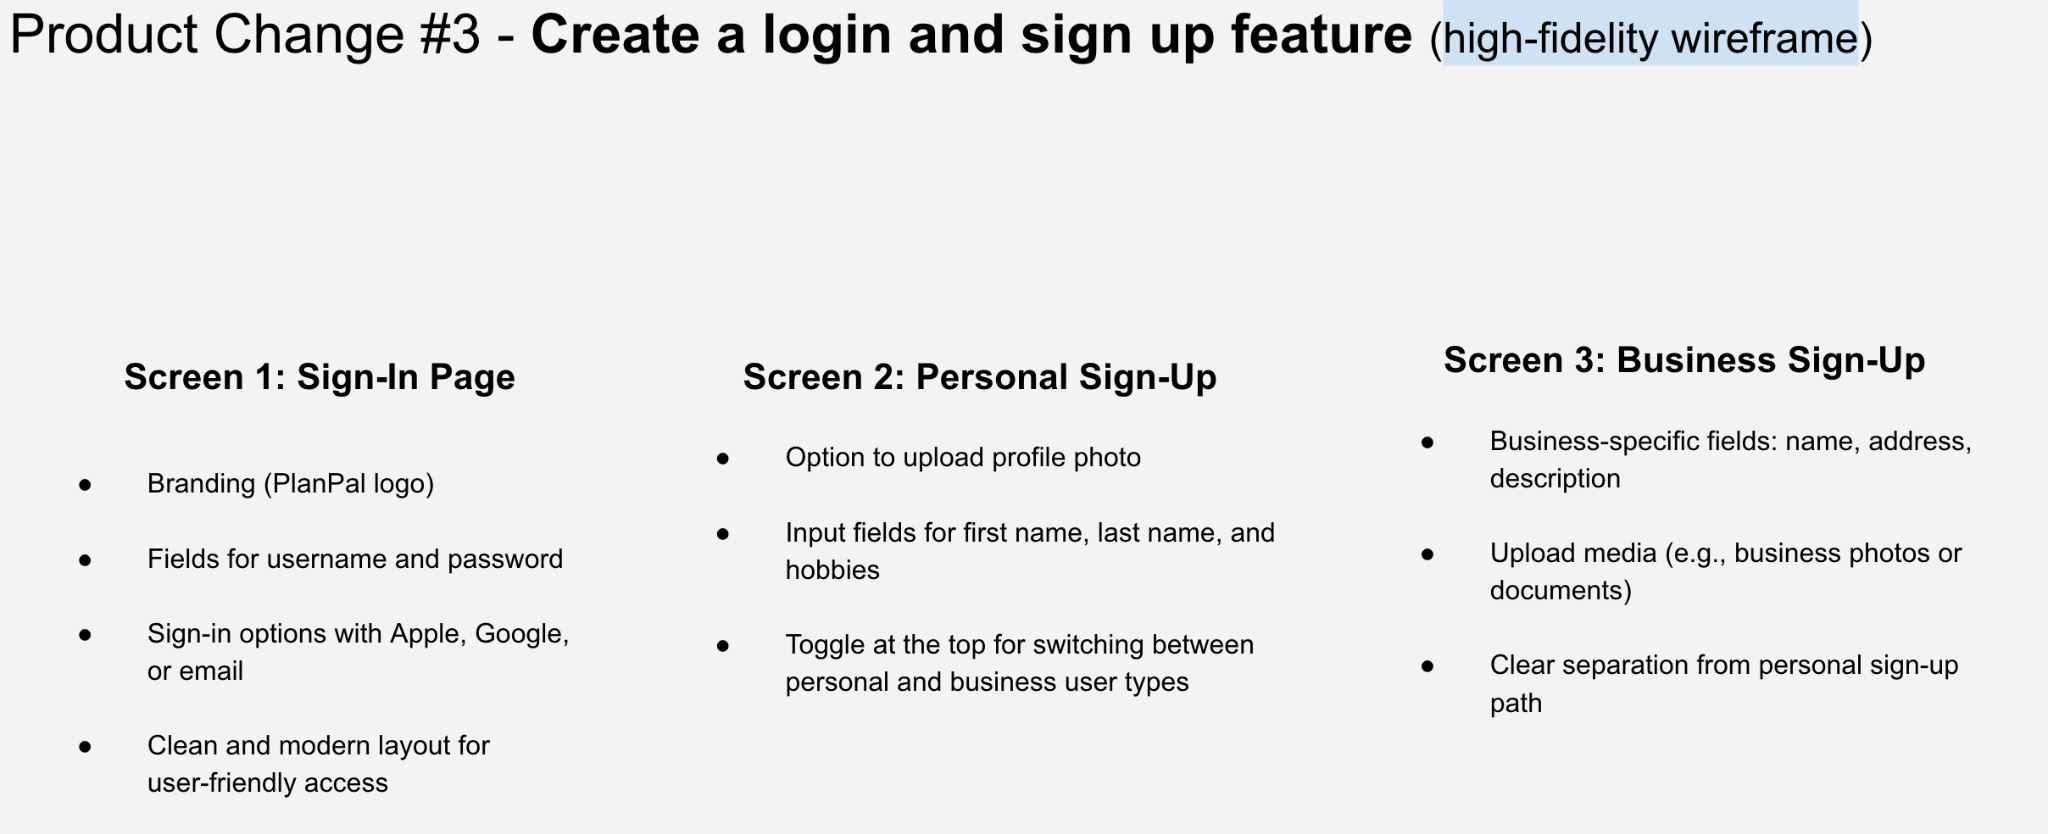 Product Change #3 - Create a login and sign up feature (high-fidelity wireframe)
Screen 1: Sign-In Page
● Branding (PlanPal logo)
● Fields for username and password
● Sign-in options with Apple, Google,
or email
● Clean and modern layout for
user-friendly access
Screen 2: Personal Sign-Up
● Option to upload profile photo
● Input fields for first name, last name, and
hobbies
● Toggle at the top for switching between
personal and business user types
Screen 3: Business Sign-Up
● Business-specific fields: name, address,
description
● Upload media (e.g., business photos or
documents)
● Clear separation from personal sign-up
path